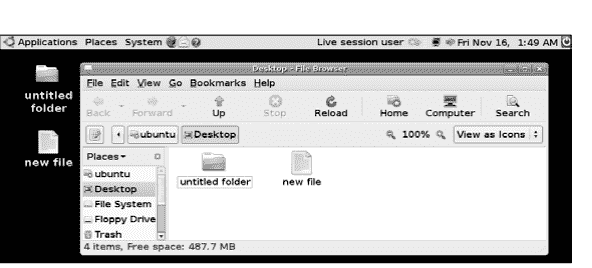 Applications Places System Live session user Fri Nov 16, 1:49 AM
Desktop - File Browser
File Edit View Go Bookmarks Help
Back Forward Up Stop Reload Home Computer Search
ubuntu Desktop 100% View as Icons
Places
ubuntu
Desktop
File System
Floppy Drive
Trash
untitled folder
new file
4 items, Free space: 487.7 MB
untitled
folder
new file